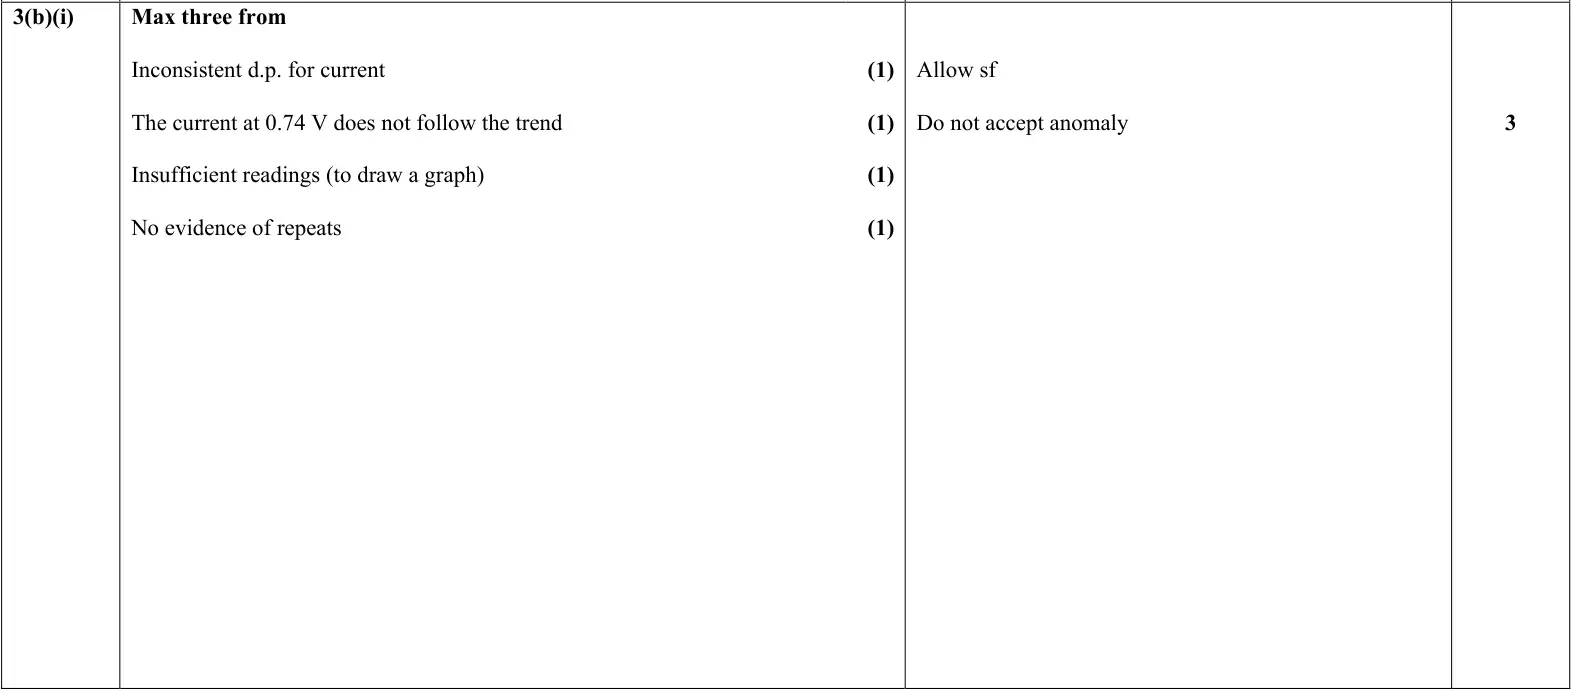 3(b)(i) Max three from
Inconsistent d.p. for current (1) Allow sf
The current at 0.74 V does not follow the trend (1) Do not accept anomaly 3
Insufficient readings (to draw a graph) (1)
No evidence of repeats (1)